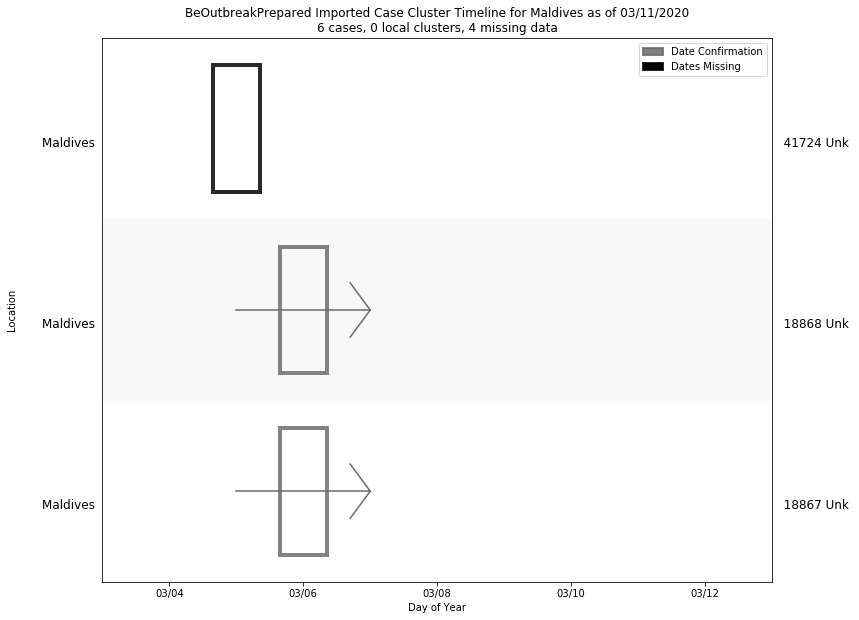 BeOutbreakPrepared Imported Case Cluster Timeline for Maldives as of 03/11/2020
6 cases, 0 local clusters, 4 missing data
Date Confirmation
Dates Missing
Maldives
41724 Unk
Maldives
18868 Unk
Location
Maldives
18867 Unk
03/04
03/06
03/08
03/10
03/12
Day of Year